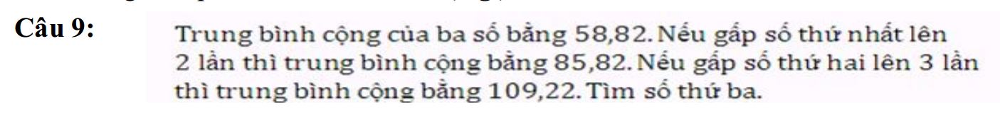 Câu 9:
Trung bình cộng của ba số bằng 58,82. Nếu gấp số thứ nhất lên
2 lần thì trung bình cộng bằng 85,82. Nếu gấp số thứ hai lên 3 lần
thì trung bình cộng bằng 109,22. Tìm số thứ ba.